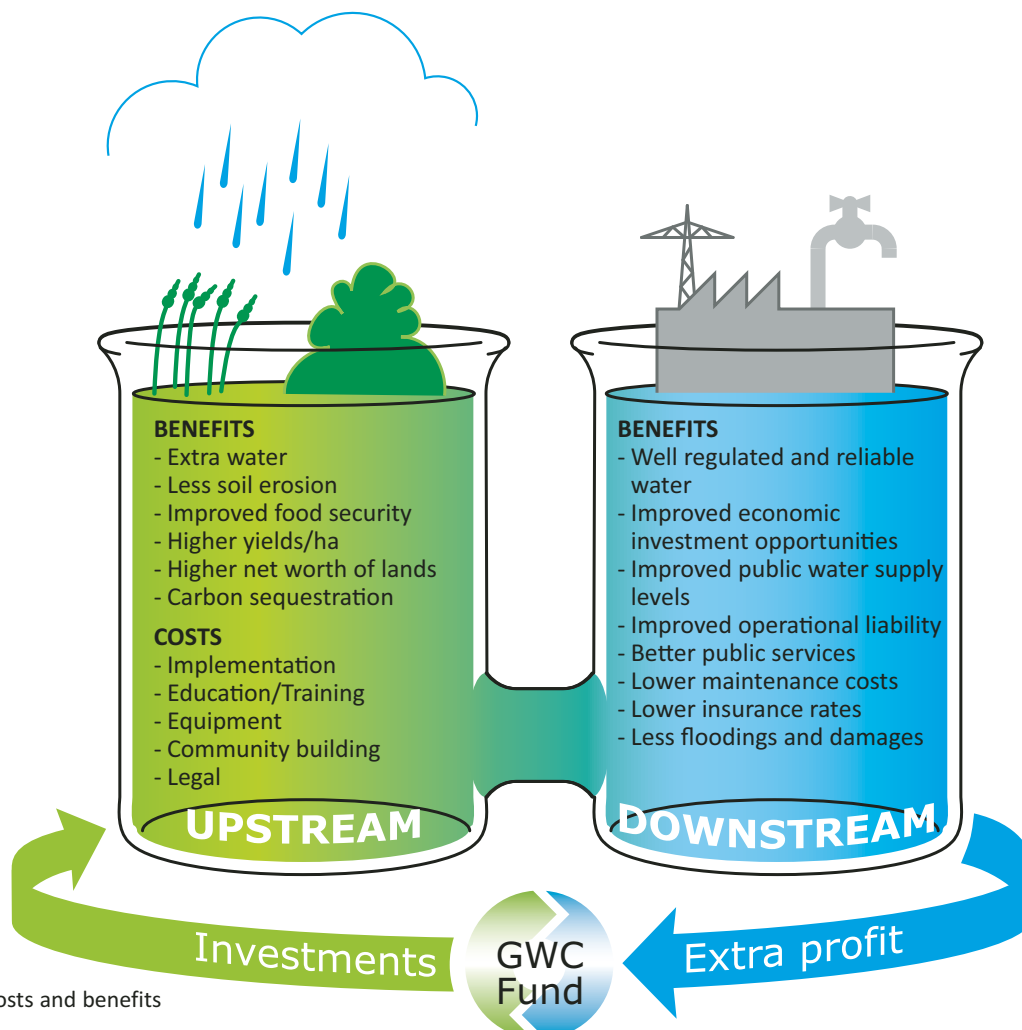 BENEFITS
- Extra water
- Less soil erosion
- Improved food security
- Higher yields/ha
- Higher net worth of lands
- Carbon sequestration
COSTS
- Implementation
- Education/Training
- Equipment
- Community building
- Legal
UPSTREAM
BENEFITS
- Well regulated and reliable
water
- Improved economic
investment opportunities
- Improved public water supply
levels
- Improved operational liability
- Better public services
- Lower maintenance costs
- Lower insurance rates
- Less floodings and damages
DOWNSTREAM
Investments
GWC
Fund
Extra profit
osts and benefits